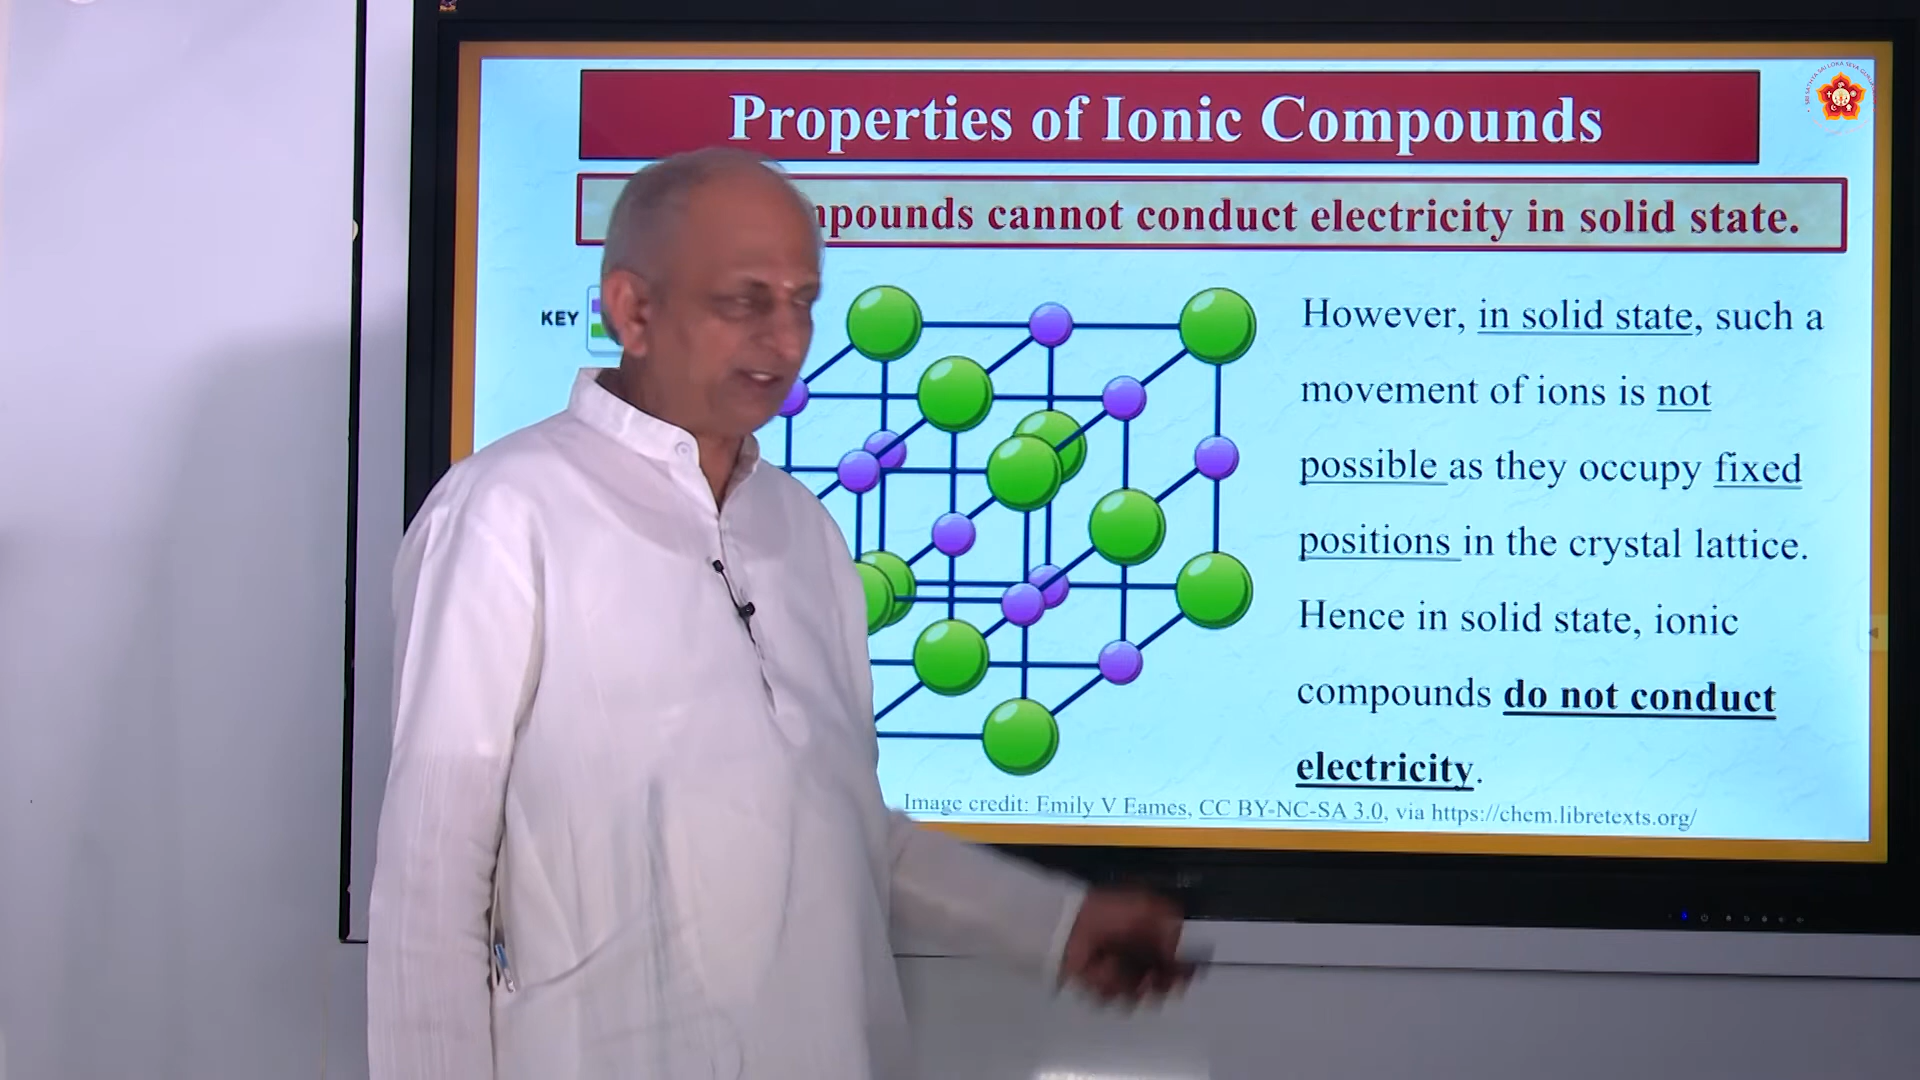 Properties of Ionic Compounds
cannot conduct electricity in solid state.
KEY
However, in solid state, such a
movement of ions is not
possible as they occupy fixed
positions in the crystal lattice.
Hence in solid state, ionic
compounds do not conduct
electricity.
Image credit: Emily V Eames, CC BY-NC-SA 3.0, via https://chem.libretexts.org/